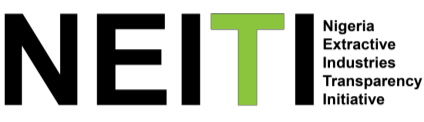 NEITI
Nigeria
Extractive
Industries
Transparency
Initiative